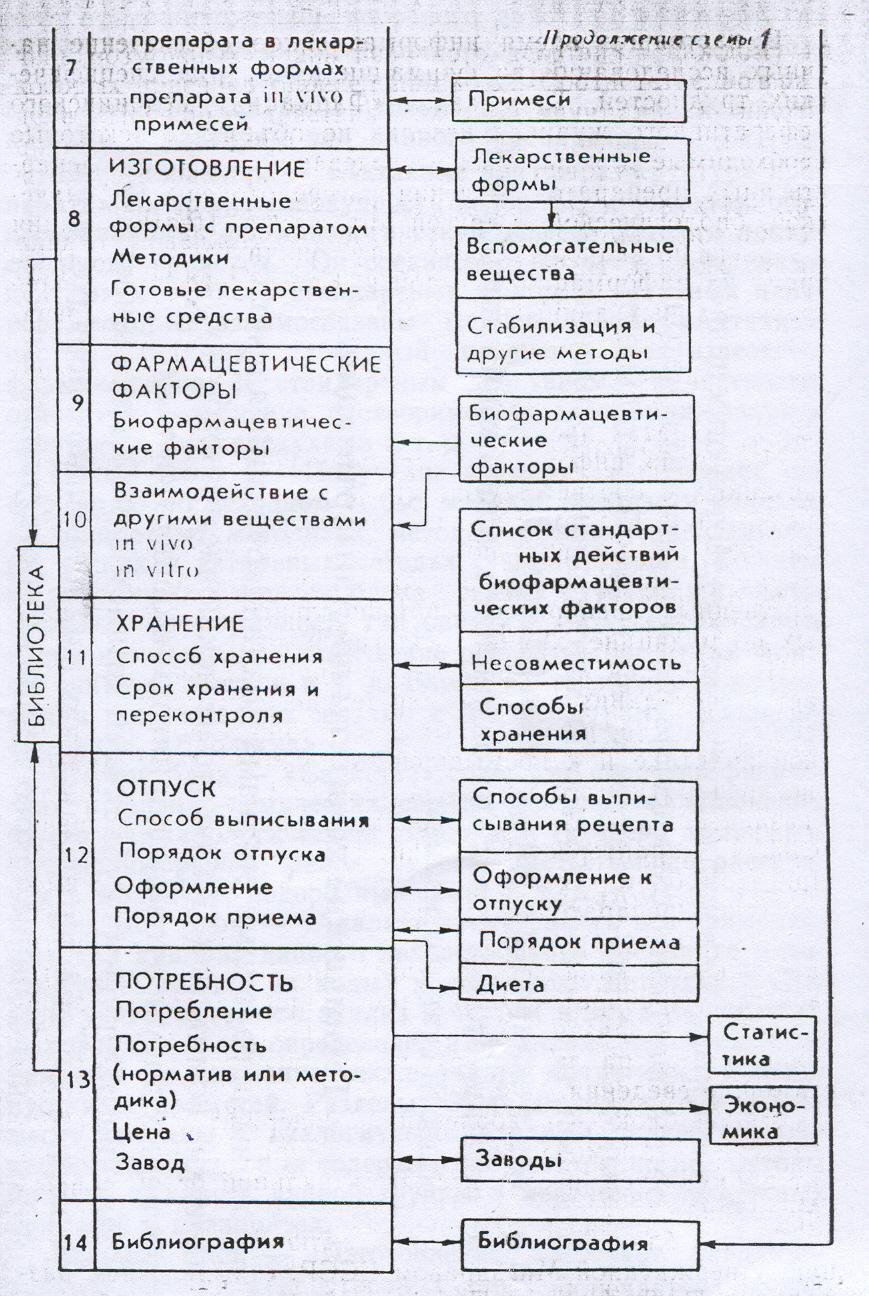 Продолжение схемы 1
7
препарата в лекар-
ственных формах
препарата in vivo
примесей
Примеси
8
ИЗГОТОВЛЕНИЕ
Лекарственные
формы с препаратом
Методики
Готовые лекарствен-
ные средства
Лекарственные
формы
Вспомогательные
вещества
Стабилизация и
другие методы
9
ФАРМАЦЕВТИЧЕСКИЕ
ФАКТОРЫ
Биофармацевтичес-
кие факторы
Биофармацевти-
ческие
факторы
10
Взаимодействие с
другими веществами
in vivo
in vitro
Список стандарт-
ных действий
биофармацевти-
ческих факторов
БИБЛИОТЕКА
11
ХРАНЕНИЕ
Способ хранения
Срок хранения и
переконтроля
Несовместимость
Способы
хранения
12
ОТПУСК
Способ выписывания
Порядок отпуска
Оформление
Порядок приема
Способы выпи-
сывания рецепта
Оформление к
отпуску
Порядок приема
Диета
13
ПОТРЕБНОСТЬ
Потребление
Потребность
(норматив или мето-
дика)
Цена
Завод
Статис-
тика
Эконо-
мика
Заводы
14
Библиография
Библиография